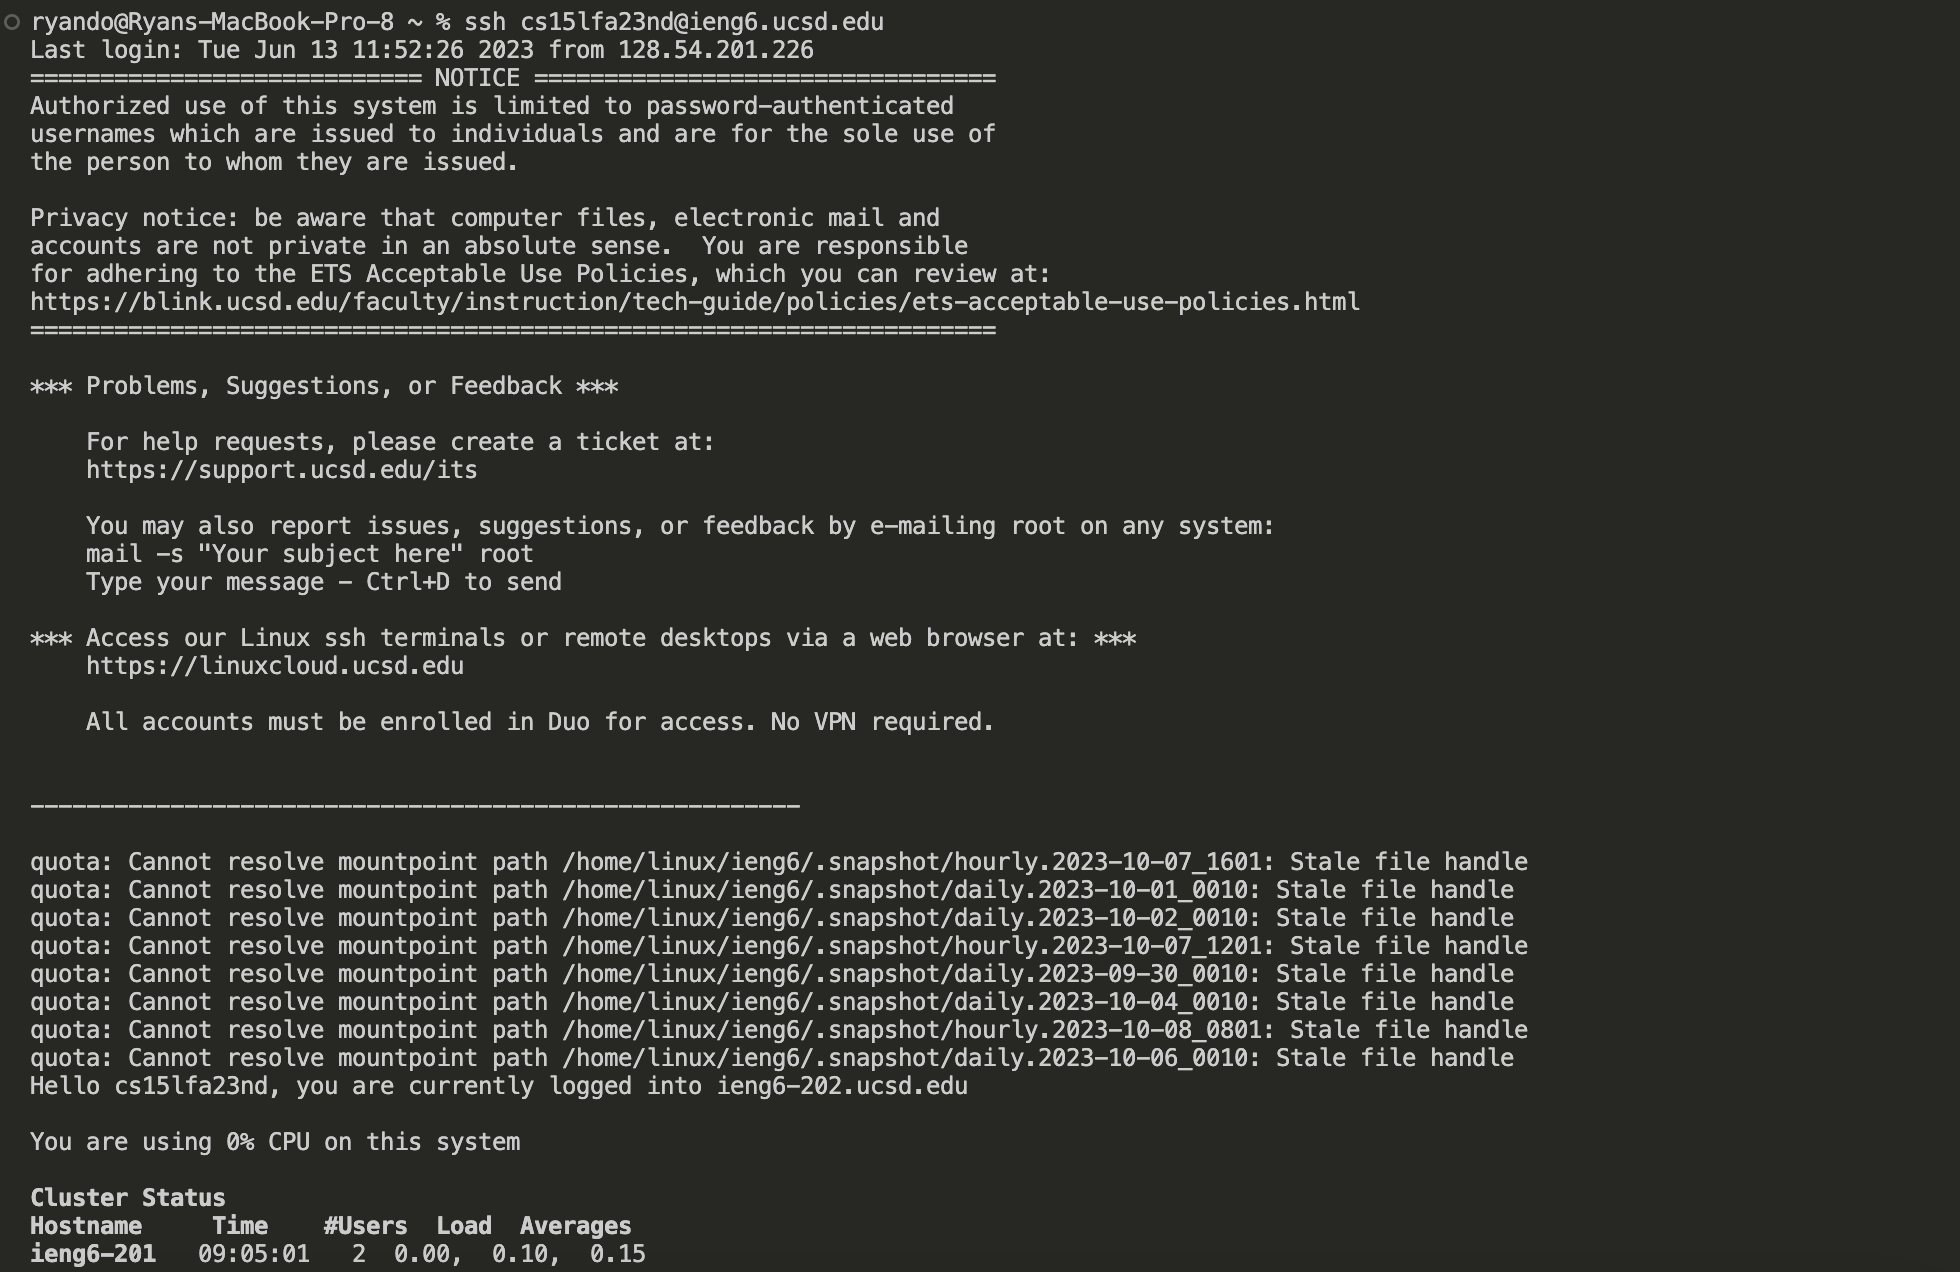 ryando@Ryans-MacBook-Pro-8 ~ % ssh cs15lfa23nd@ieng6.ucsd.edu
Last login: Tue Jun 13 11:52:26 2023 from 128.54.201.226
============================ NOTICE =================================
Authorized use of this system is limited to password-authenticated
usernames which are issued to individuals and are for the sole use of
the person to whom they are issued.

Privacy notice: be aware that computer files, electronic mail and
accounts are not private in an absolute sense.  You are responsible
for adhering to the ETS Acceptable Use Policies, which you can review at:
https://blink.ucsd.edu/faculty/instruction/tech-guide/policies/ets-acceptable-use-policies.html
=====================================================================

*** Problems, Suggestions, or Feedback ***

    For help requests, please create a ticket at:
    https://support.ucsd.edu/its

    You may also report issues, suggestions, or feedback by e-mailing root on any system:
    mail -s "Your subject here" root
    Type your message - Ctrl+D to send

*** Access our Linux ssh terminals or remote desktops via a web browser at: ***
    https://linuxcloud.ucsd.edu

    All accounts must be enrolled in Duo for access. No VPN required.


-------------------------------------------------------

quota: Cannot resolve mountpoint path /home/linux/ieng6/.snapshot/hourly.2023-10-07_1601: Stale file handle
quota: Cannot resolve mountpoint path /home/linux/ieng6/.snapshot/daily.2023-10-01_0010: Stale file handle
quota: Cannot resolve mountpoint path /home/linux/ieng6/.snapshot/daily.2023-10-02_0010: Stale file handle
quota: Cannot resolve mountpoint path /home/linux/ieng6/.snapshot/hourly.2023-10-07_1201: Stale file handle
quota: Cannot resolve mountpoint path /home/linux/ieng6/.snapshot/daily.2023-09-30_0010: Stale file handle
quota: Cannot resolve mountpoint path /home/linux/ieng6/.snapshot/daily.2023-10-04_0010: Stale file handle
quota: Cannot resolve mountpoint path /home/linux/ieng6/.snapshot/hourly.2023-10-08_0801: Stale file handle
quota: Cannot resolve mountpoint path /home/linux/ieng6/.snapshot/daily.2023-10-06_0010: Stale file handle
Hello cs15lfa23nd, you are currently logged into ieng6-202.ucsd.edu

You are using 0% CPU on this system

Cluster Status
Hostname     Time    #Users  Load  Averages
ieng6-201   09:05:01   2  0.00,  0.10,  0.15